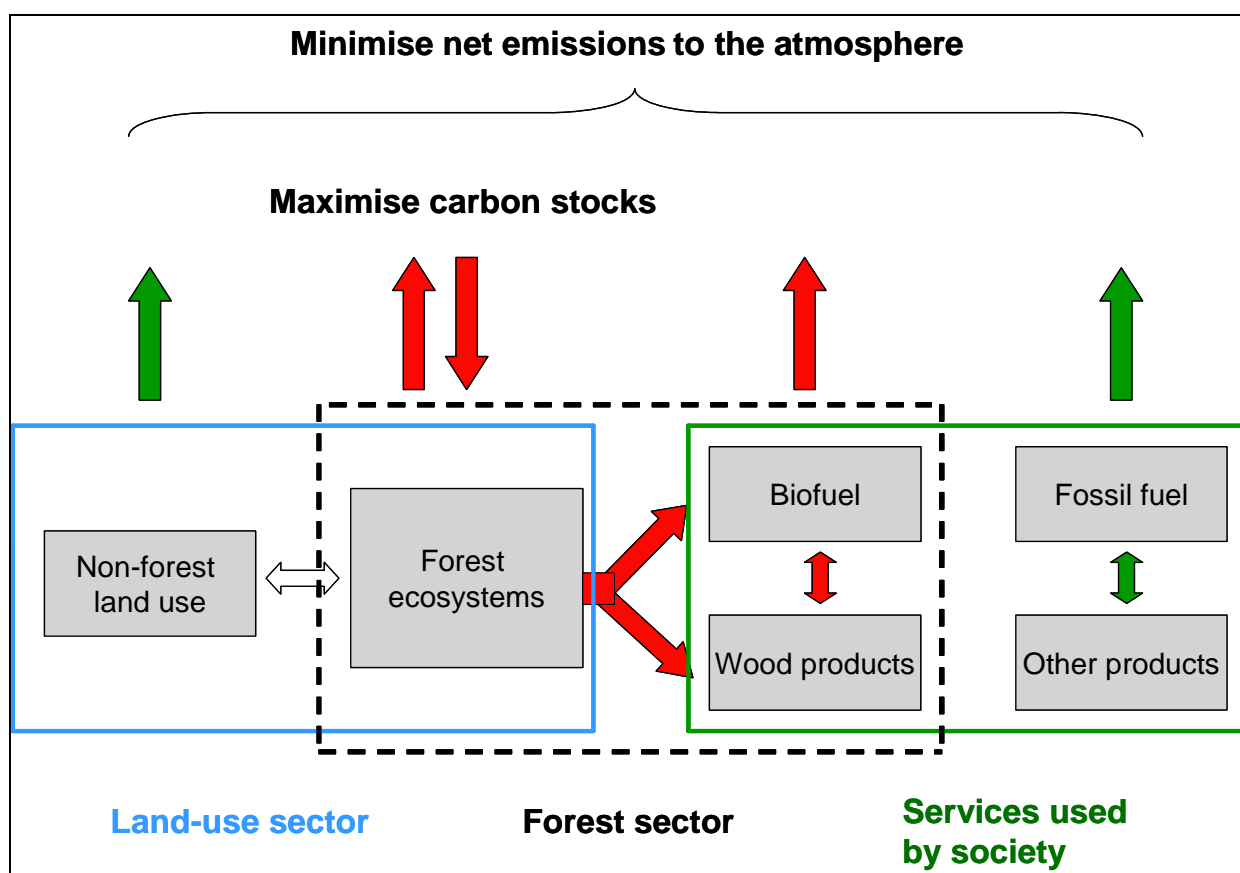 Minimise net emissions to the atmosphere
Maximise carbon stocks
Non-forest
land use
Forest
ecosystems
Biofuel
Wood products
Fossil fuel
Other products
Land-use sector
Forest sector
Services used
by society